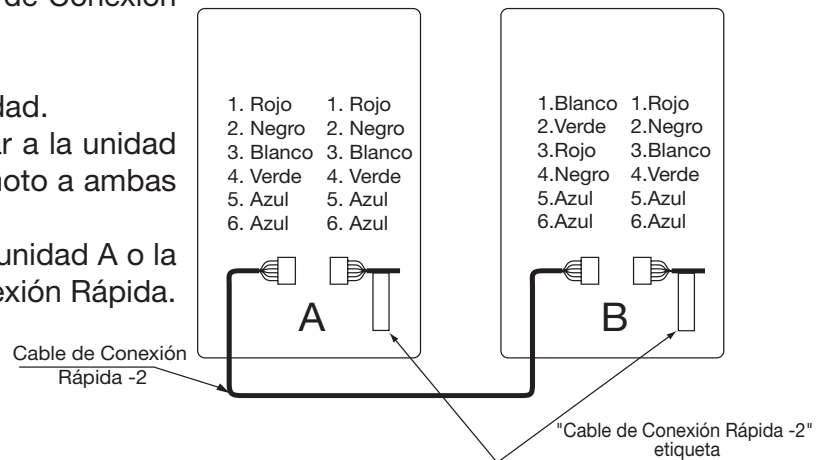 de Conexión
dad.
ar a la unidad
noto a ambas
unidad A o la
exión Rápida.
1. Rojo 1. Rojo
2. Negro 2. Negro
3. Blanco 3. Blanco
4. Verde 4. Verde
5. Azul 5. Azul
6. Azul 6. Azul
A
1.Blanco 1.Rojo
2.Verde 2.Negro
3.Rojo 3.Blanco
4.Negro 4.Verde
5.Azul 5.Azul
6.Azul 6.Azul
B
Cable de Conexión
Rápida -2
"Cable de Conexión Rápida -2"
etiqueta